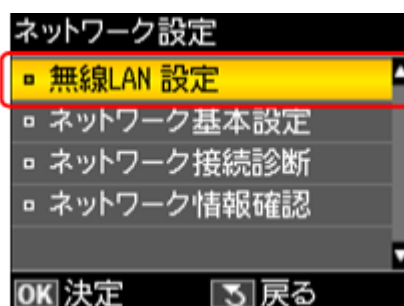 ネットワーク設定
無線LAN 設定
ネットワーク基本設定
ネットワーク接続診断
ネットワーク情報確認
OK 決定 戻る